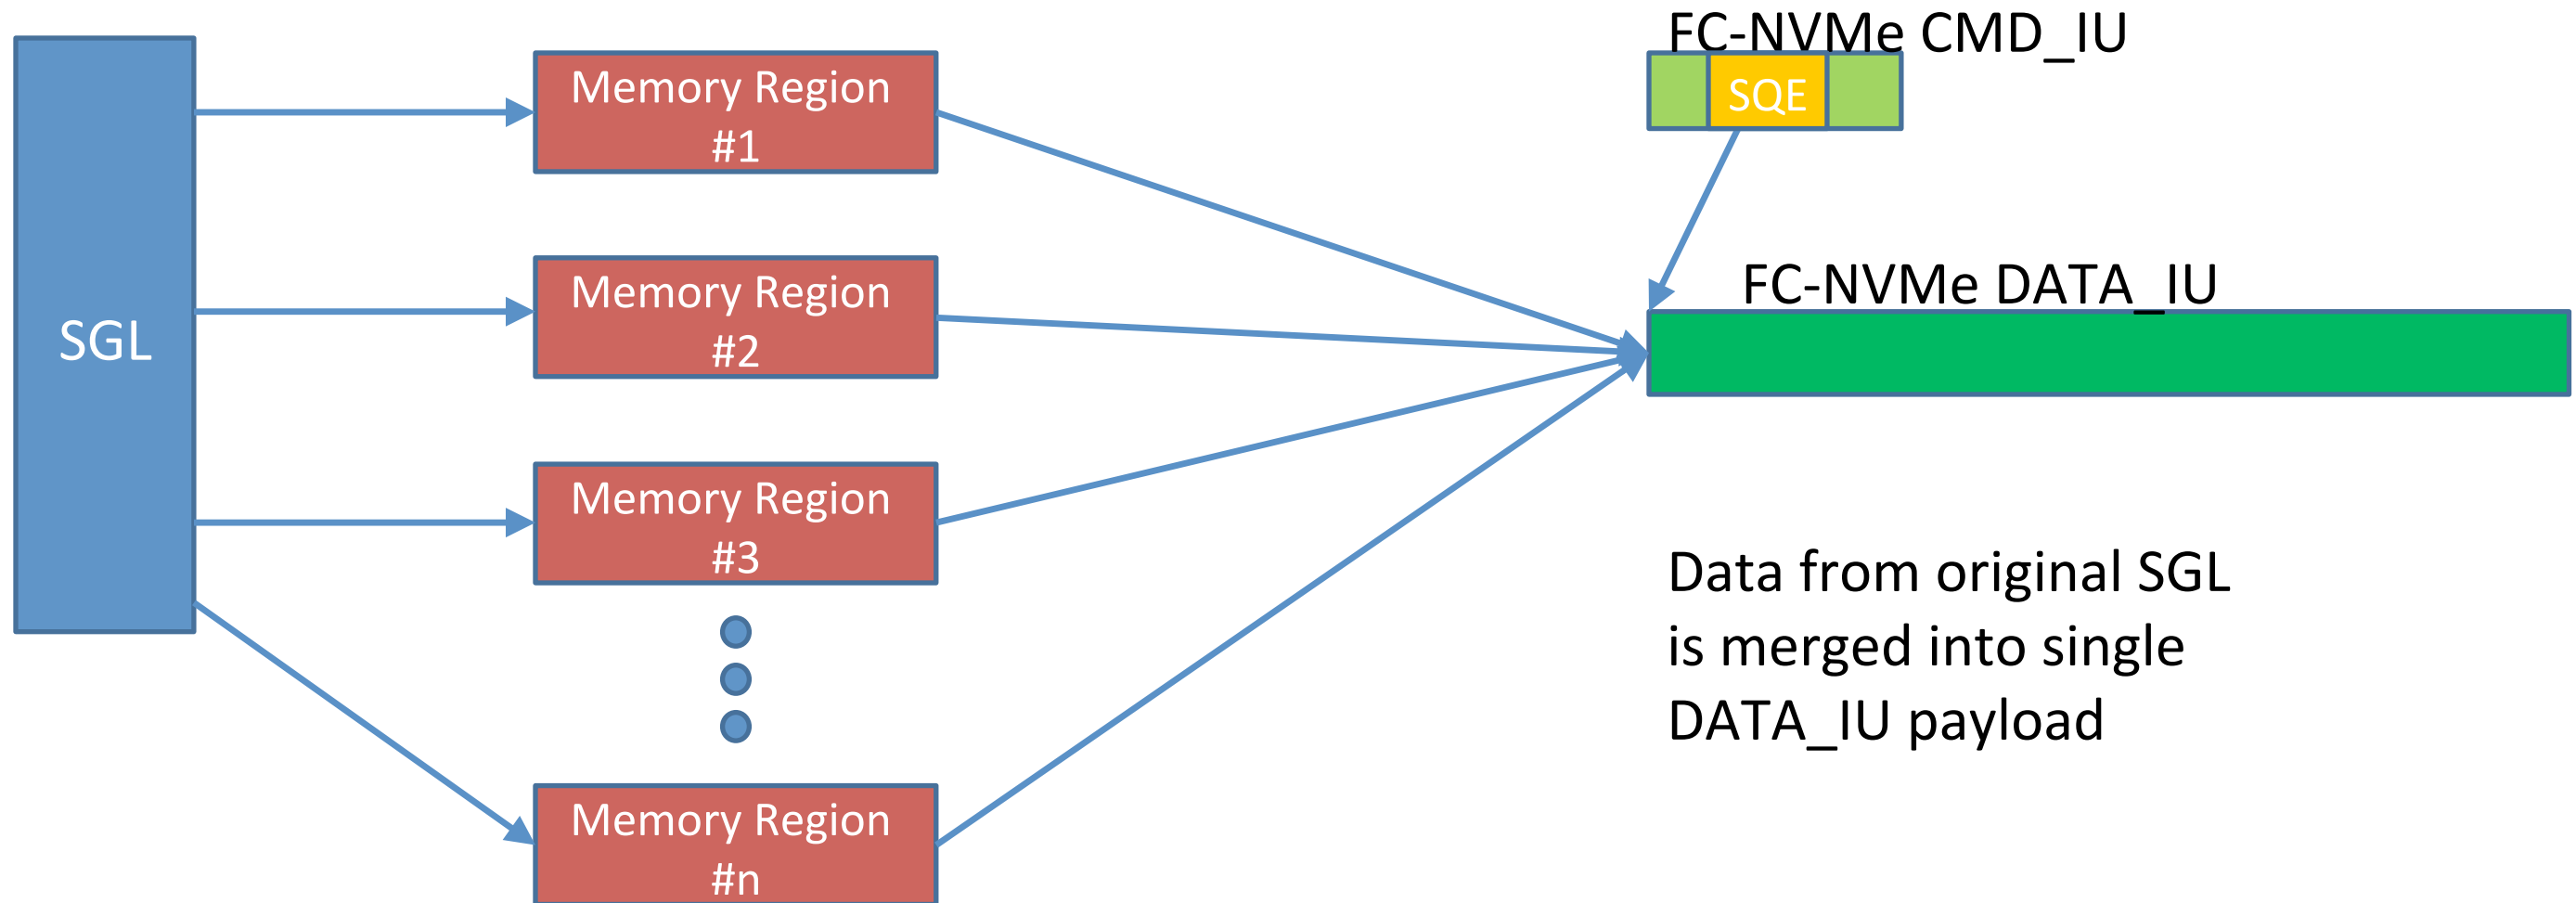 SGL
Memory Region
#1
Memory Region
#2
Memory Region
#3
Memory Region
#n
FC-NVMe CMD_IU
SQE
FC-NVMe DATA_IU
Data from original SGL
is merged into single
DATA_IU payload